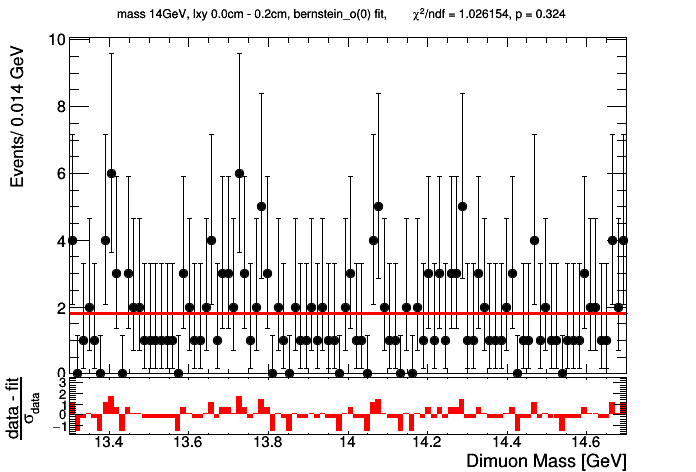 mass 14GeV, lxy 0.0cm - 0.2cm, bernstein_o(0) fit, χ²/ndf = 1.026154, p = 0.324
Events/ 0.014 GeV
10
8
6
4
2
0
data - fit
σdata
3
2
1
0
−1
13.4 13.6 13.8 14 14.2 14.4 14.6
Dimuon Mass [GeV]